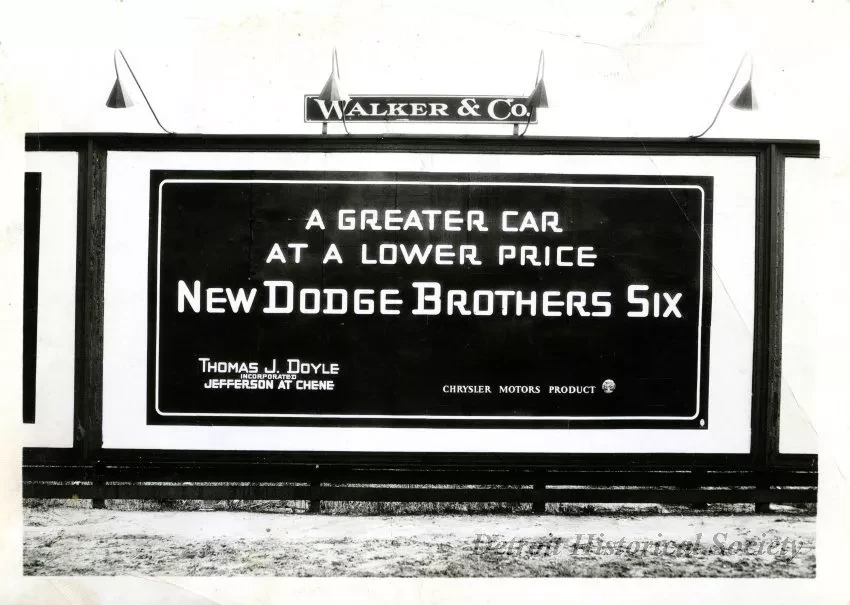 WALKER & CO.
A GREATER CAR
AT A LOWER PRICE
NEW DODGE BROTHERS SIX
THOMAS J. DOYLE
INCORPORATED
JEFFERSON AT CHENE
CHRYSLER MOTORS PRODUCT
Detroit Historical Society